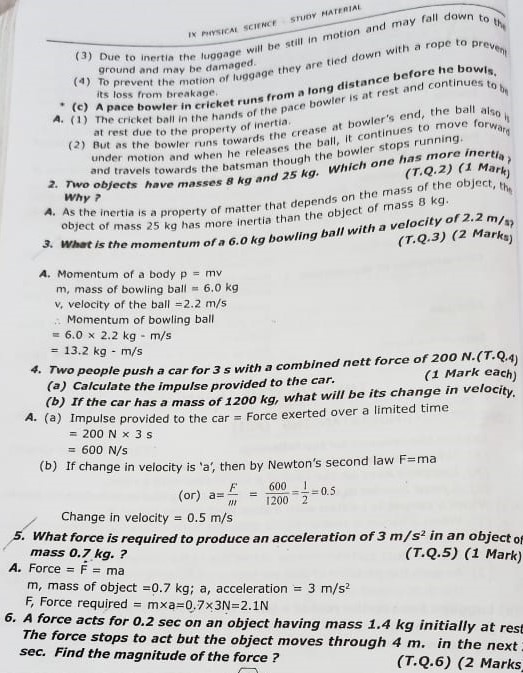 IX PHYSICAL SCIENCE - STUDY MATERIAL
(3) Due to inertia the luggage will be still in motion and may fall down to the
ground and may be damaged.
(4) To prevent the motion of luggage they are tied down with a rope to prevent
its loss from breakage.
* (c) A pace bowler in cricket runs from a long distance before he bowls.
A. (1) The cricket ball in the hands of the pace bowler is at rest and continues to be
at rest due to the property of inertia.
(2) But as the bowler runs towards the crease at bowler's end, the ball also is
under motion and when he releases the ball, it continues to move forward
and travels towards the batsman though the bowler stops running.
2. Two objects have masses 8 kg and 25 kg. Which one has more inertia ?
Why ? (T.Q.2) (1 Mark)
A. As the inertia is a property of matter that depends on the mass of the object, the
object of mass 25 kg has more inertia than the object of mass 8 kg.
3. What is the momentum of a 6.0 kg bowling ball with a velocity of 2.2 m/s?
(T.Q.3) (2 Marks)
A. Momentum of a body p = mv
m, mass of bowling ball = 6.0 kg
v, velocity of the ball =2.2 m/s
∴ Momentum of bowling ball
= 6.0 × 2.2 kg - m/s
= 13.2 kg - m/s
4. Two people push a car for 3 s with a combined nett force of 200 N.(T.Q.4)
(a) Calculate the impulse provided to the car. (1 Mark each)
(b) If the car has a mass of 1200 kg, what will be its change in velocity.
A. (a) Impulse provided to the car = Force exerted over a limited time
= 200 N × 3 s
= 600 N/s
(b) If change in velocity is 'a', then by Newton's second law F=ma
(or) a= F/m = 600/1200 = 1/2 = 0.5
Change in velocity = 0.5 m/s
5. What force is required to produce an acceleration of 3 m/s² in an object of
mass 0.7 kg. ? (T.Q.5) (1 Mark)
A. Force = F = ma
m, mass of object =0.7 kg; a, acceleration = 3 m/s²
F, Force required = m×a=0.7×3N=2.1N
6. A force acts for 0.2 sec on an object having mass 1.4 kg initially at rest
The force stops to act but the object moves through 4 m. in the next
sec. Find the magnitude of the force ? (T.Q.6) (2 Marks)